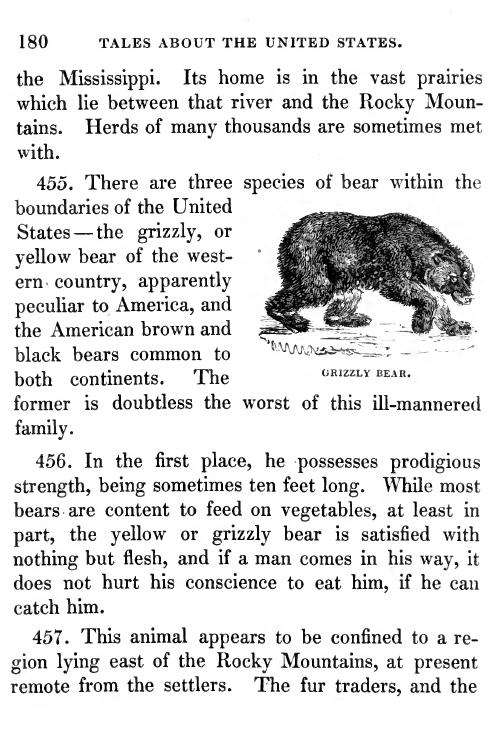 180 TALES ABOUT THE UNITED STATES.
the Mississippi. Its home is in the vast prairies
which lie between that river and the Rocky Moun-
tains. Herds of many thousands are sometimes met
with.
455. There are three species of bear within the
boundaries of the United
States—the grizzly, or
yellow bear of the west-
ern country, apparently
peculiar to America, and
the American brown and
black bears common to
both continents. The
GRIZZLY BEAR.
former is doubtless the worst of this ill-mannered
family.
456. In the first place, he possesses prodigious
strength, being sometimes ten feet long. While most
bears are content to feed on vegetables, at least in
part, the yellow or grizzly bear is satisfied with
nothing but flesh, and if a man comes in his way, it
does not hurt his conscience to eat him, if he can
catch him.
457. This animal appears to be confined to a re-
gion lying east of the Rocky Mountains, at present
remote from the settlers. The fur traders, and the